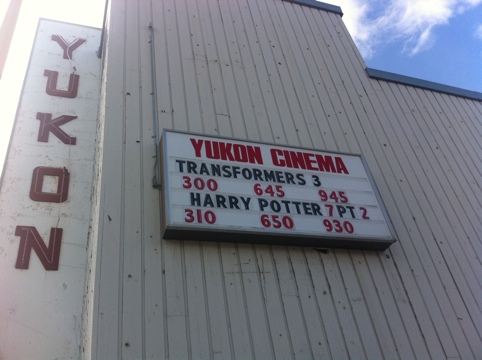 YUKON
YUKON CINEMA
TRANSFORMERS 3
300 645 945
HARRY POTTER 7 PT 2
310 650 930